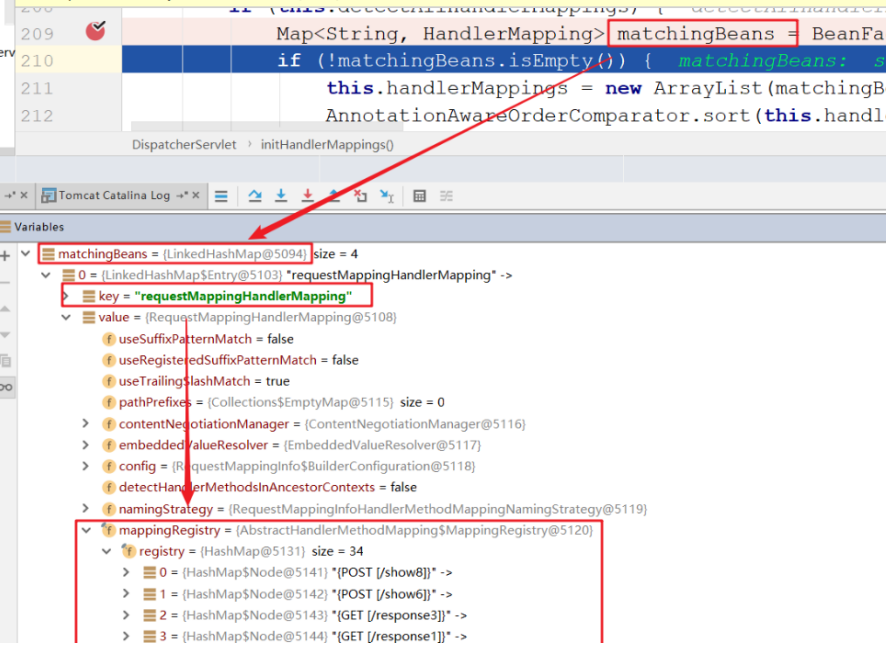 if (this.detectAllHandlerMappings) { detectAllHandlerM
209 Map<String, HandlerMapping> matchingBeans = BeanFa
erv
210 if (!matchingBeans.isEmpty()) { matchingBeans: s
211 this.handlerMappings = new ArrayList(matchingB
212 AnnotationAwareOrderComparator.sort(this.handl
DispatcherServlet › initHandlerMappings()
Tomcat Catalina Log
Variables
matchingBeans = {LinkedHashMap@5094} size = 4
0 = {LinkedHashMap$Entry@5103} "requestMappingHandlerMapping" ->
key = "requestMappingHandlerMapping"
value = {RequestMappingHandlerMapping@5108}
useSuffixPatternMatch = false
useRegisteredSuffixPatternMatch = false
useTrailingSlashMatch = true
pathPrefixes = {Collections$EmptyMap@5115} size = 0
contentNegotiationManager = {ContentNegotiationManager@5116}
embeddedValueResolver = {EmbeddedValueResolver@5117}
config = {RequestMappingInfo$BuilderConfiguration@5118}
detectHandlerMethodsInAncestorContexts = false
namingStrategy = {RequestMappingInfoHandlerMethodMappingNamingStrategy@5119}
mappingRegistry = {AbstractHandlerMethodMapping$MappingRegistry@5120}
registry = {HashMap@5131} size = 34
0 = {HashMap$Node@5141} "{POST [/show8]}" ->
1 = {HashMap$Node@5142} "{POST [/show6]}" ->
2 = {HashMap$Node@5143} "{GET [/response3]}" ->
3 = {HashMap$Node@5144} "{GET [/response1]}" ->